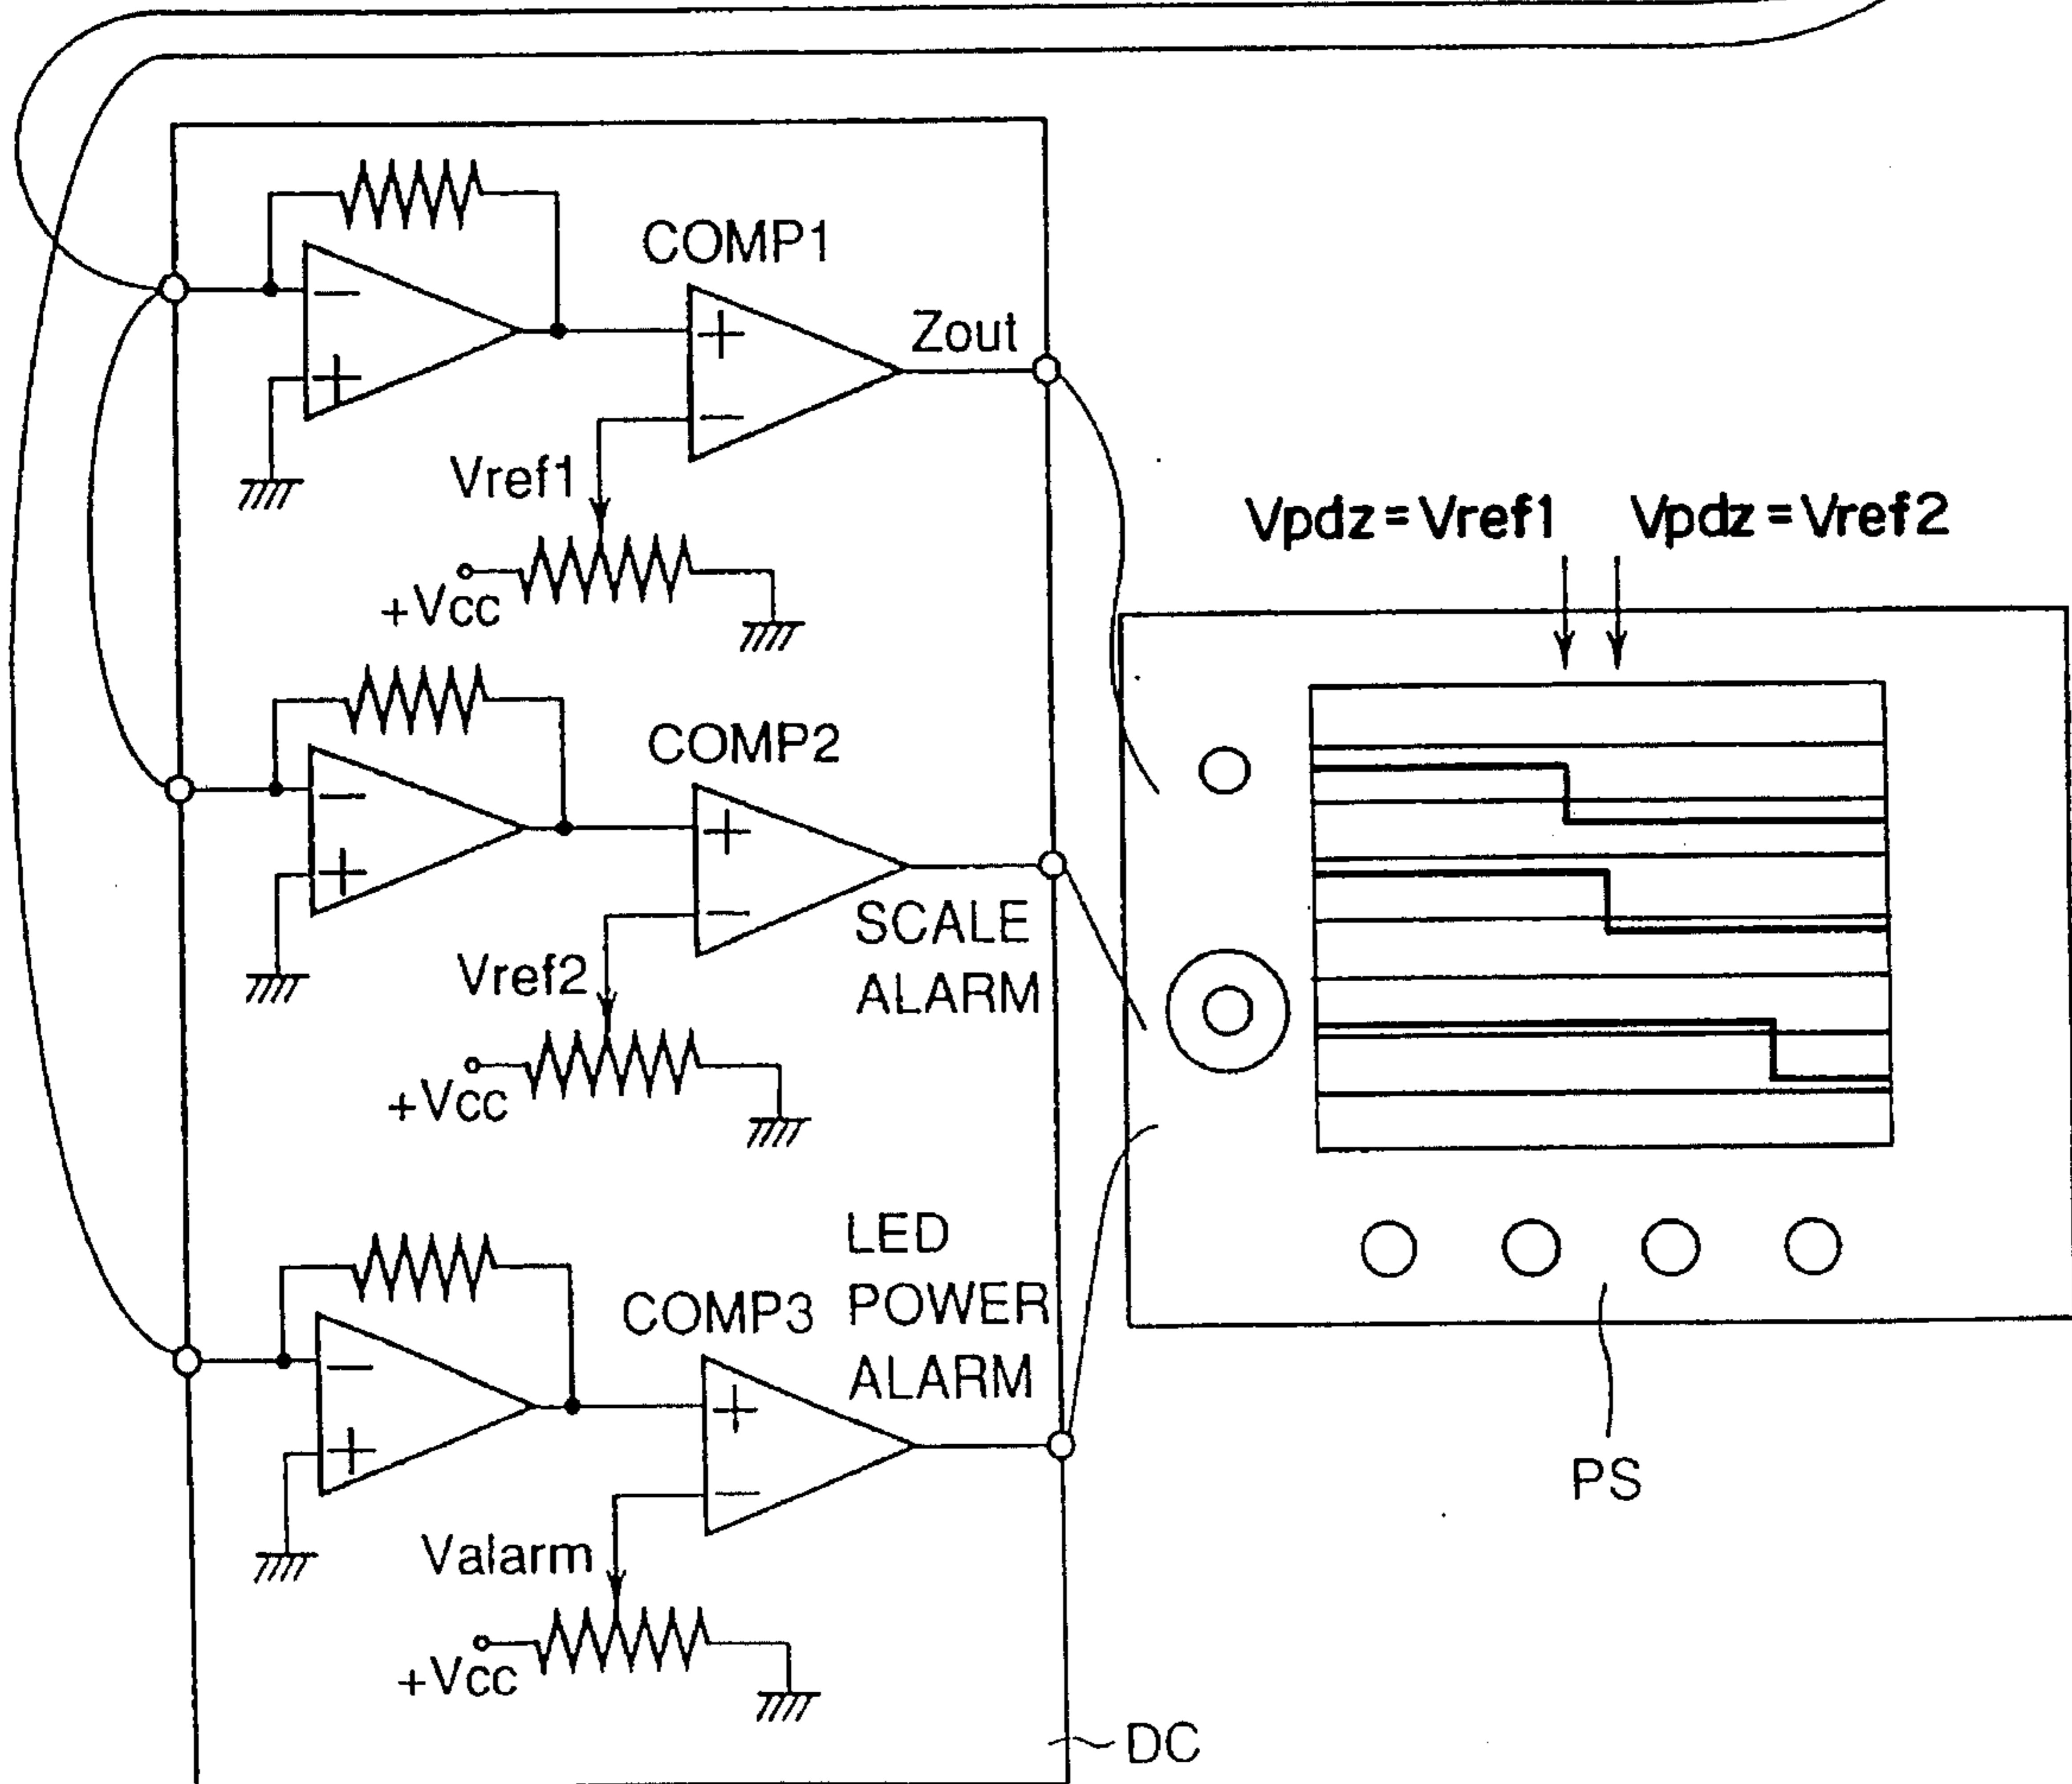 COMP1
Zout
Vref1
+Vcc
Vpdz=Vref1
Vpdz=Vref2
COMP2
SCALE
ALARM
Vref2
+Vcc
LED
POWER
ALARM
COMP3
PS
Valarm
+Vcc
DC